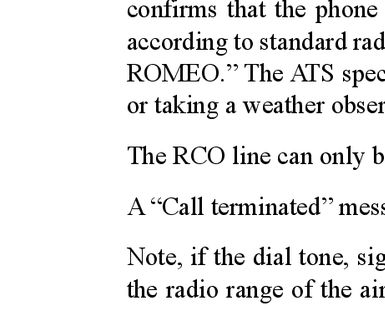 confirms that the phone
according to standard rad
ROMEO.” The ATS spec
or taking a weather obser
The RCO line can only b
A “Call terminated” mess
Note, if the dial tone, sig
the radio range of the air